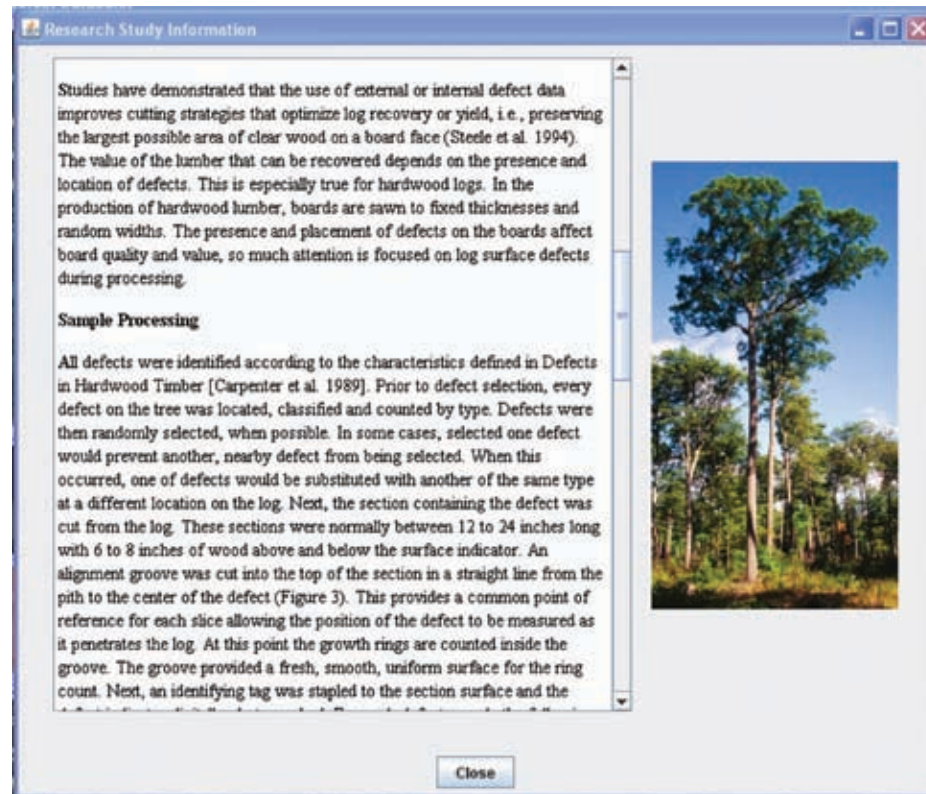 Research Study Information
Studies have demonstrated that the use of external or internal defect data
improves cutting strategies that optimize log recovery or yield, i.e., preserving
the largest possible area of clear wood on a board face (Steele et al. 1994).
The value of the lumber that can be recovered depends on the presence and
location of defects. This is especially true for hardwood logs. In the
production of hardwood lumber, boards are sawn to fixed thicknesses and
random widths. The presence and placement of defects on the boards affect
board quality and value, so much attention is focused on log surface defects
during processing.
Sample Processing
All defects were identified according to the characteristics defined in Defects
in Hardwood Timber [Carpenter et al. 1989]. Prior to defect selection, every
defect on the tree was located, classified and counted by type. Defects were
then randomly selected, when possible. In some cases, selected one defect
would prevent another, nearby defect from being selected. When this
occurred, one of defects would be substituted with another of the same type
at a different location on the log. Next, the section containing the defect was
cut from the log. These sections were normally between 12 to 24 inches long
with 6 to 8 inches of wood above and below the surface indicator. An
alignment groove was cut into the top of the section in a straight line from the
pith to the center of the defect (Figure 3). This provides a common point of
reference for each slice allowing the position of the defect to be measured as
it penetrates the log. At this point the growth rings are counted inside the
groove. The groove provided a fresh, smooth, uniform surface for the ring
count. Next, an identifying tag was stapled to the section surface and the
Close